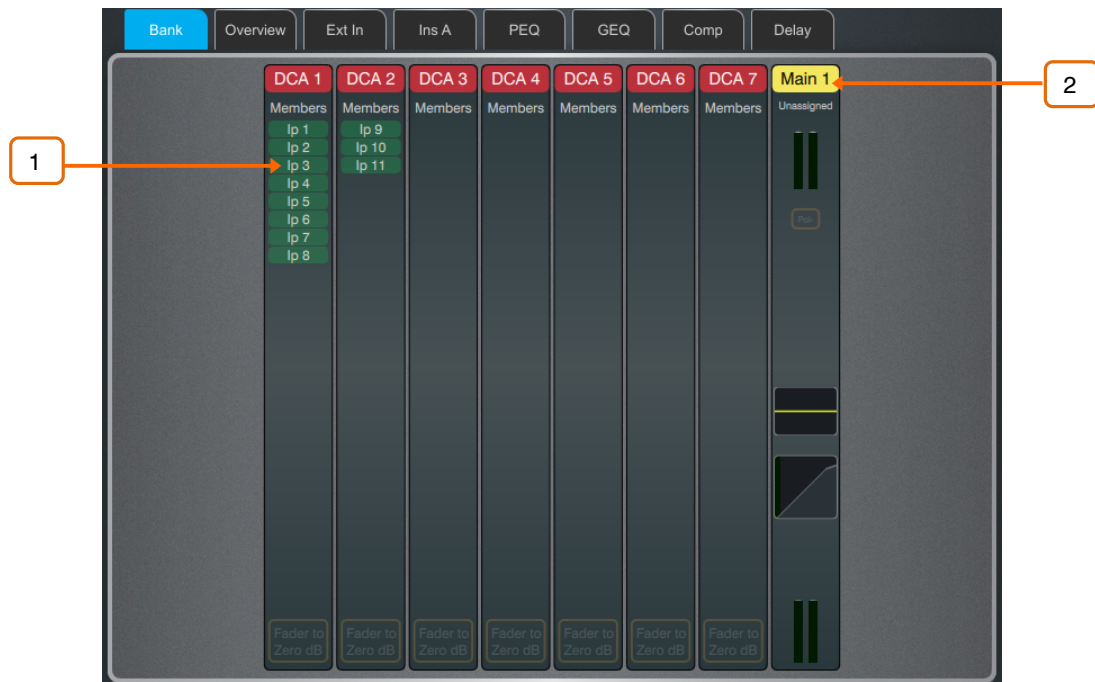 Bank
Overview
Ext In
Ins A
PEQ
GEQ
Comp
Delay
DCA 1
DCA 2
DCA 3
DCA 4
DCA 5
DCA 6
DCA 7
Main 1
2
Members
Members
Members
Members
Members
Members
Members
Unassigned
1
Ip 1
Ip 2
Ip 3
Ip 4
Ip 5
Ip 6
Ip 7
Ip 8
Ip 9
Ip 10
Ip 11
Pol
Fader to
Zero dB
Fader to
Zero dB
Fader to
Zero dB
Fader to
Zero dB
Fader to
Zero dB
Fader to
Zero dB
Fader to
Zero dB